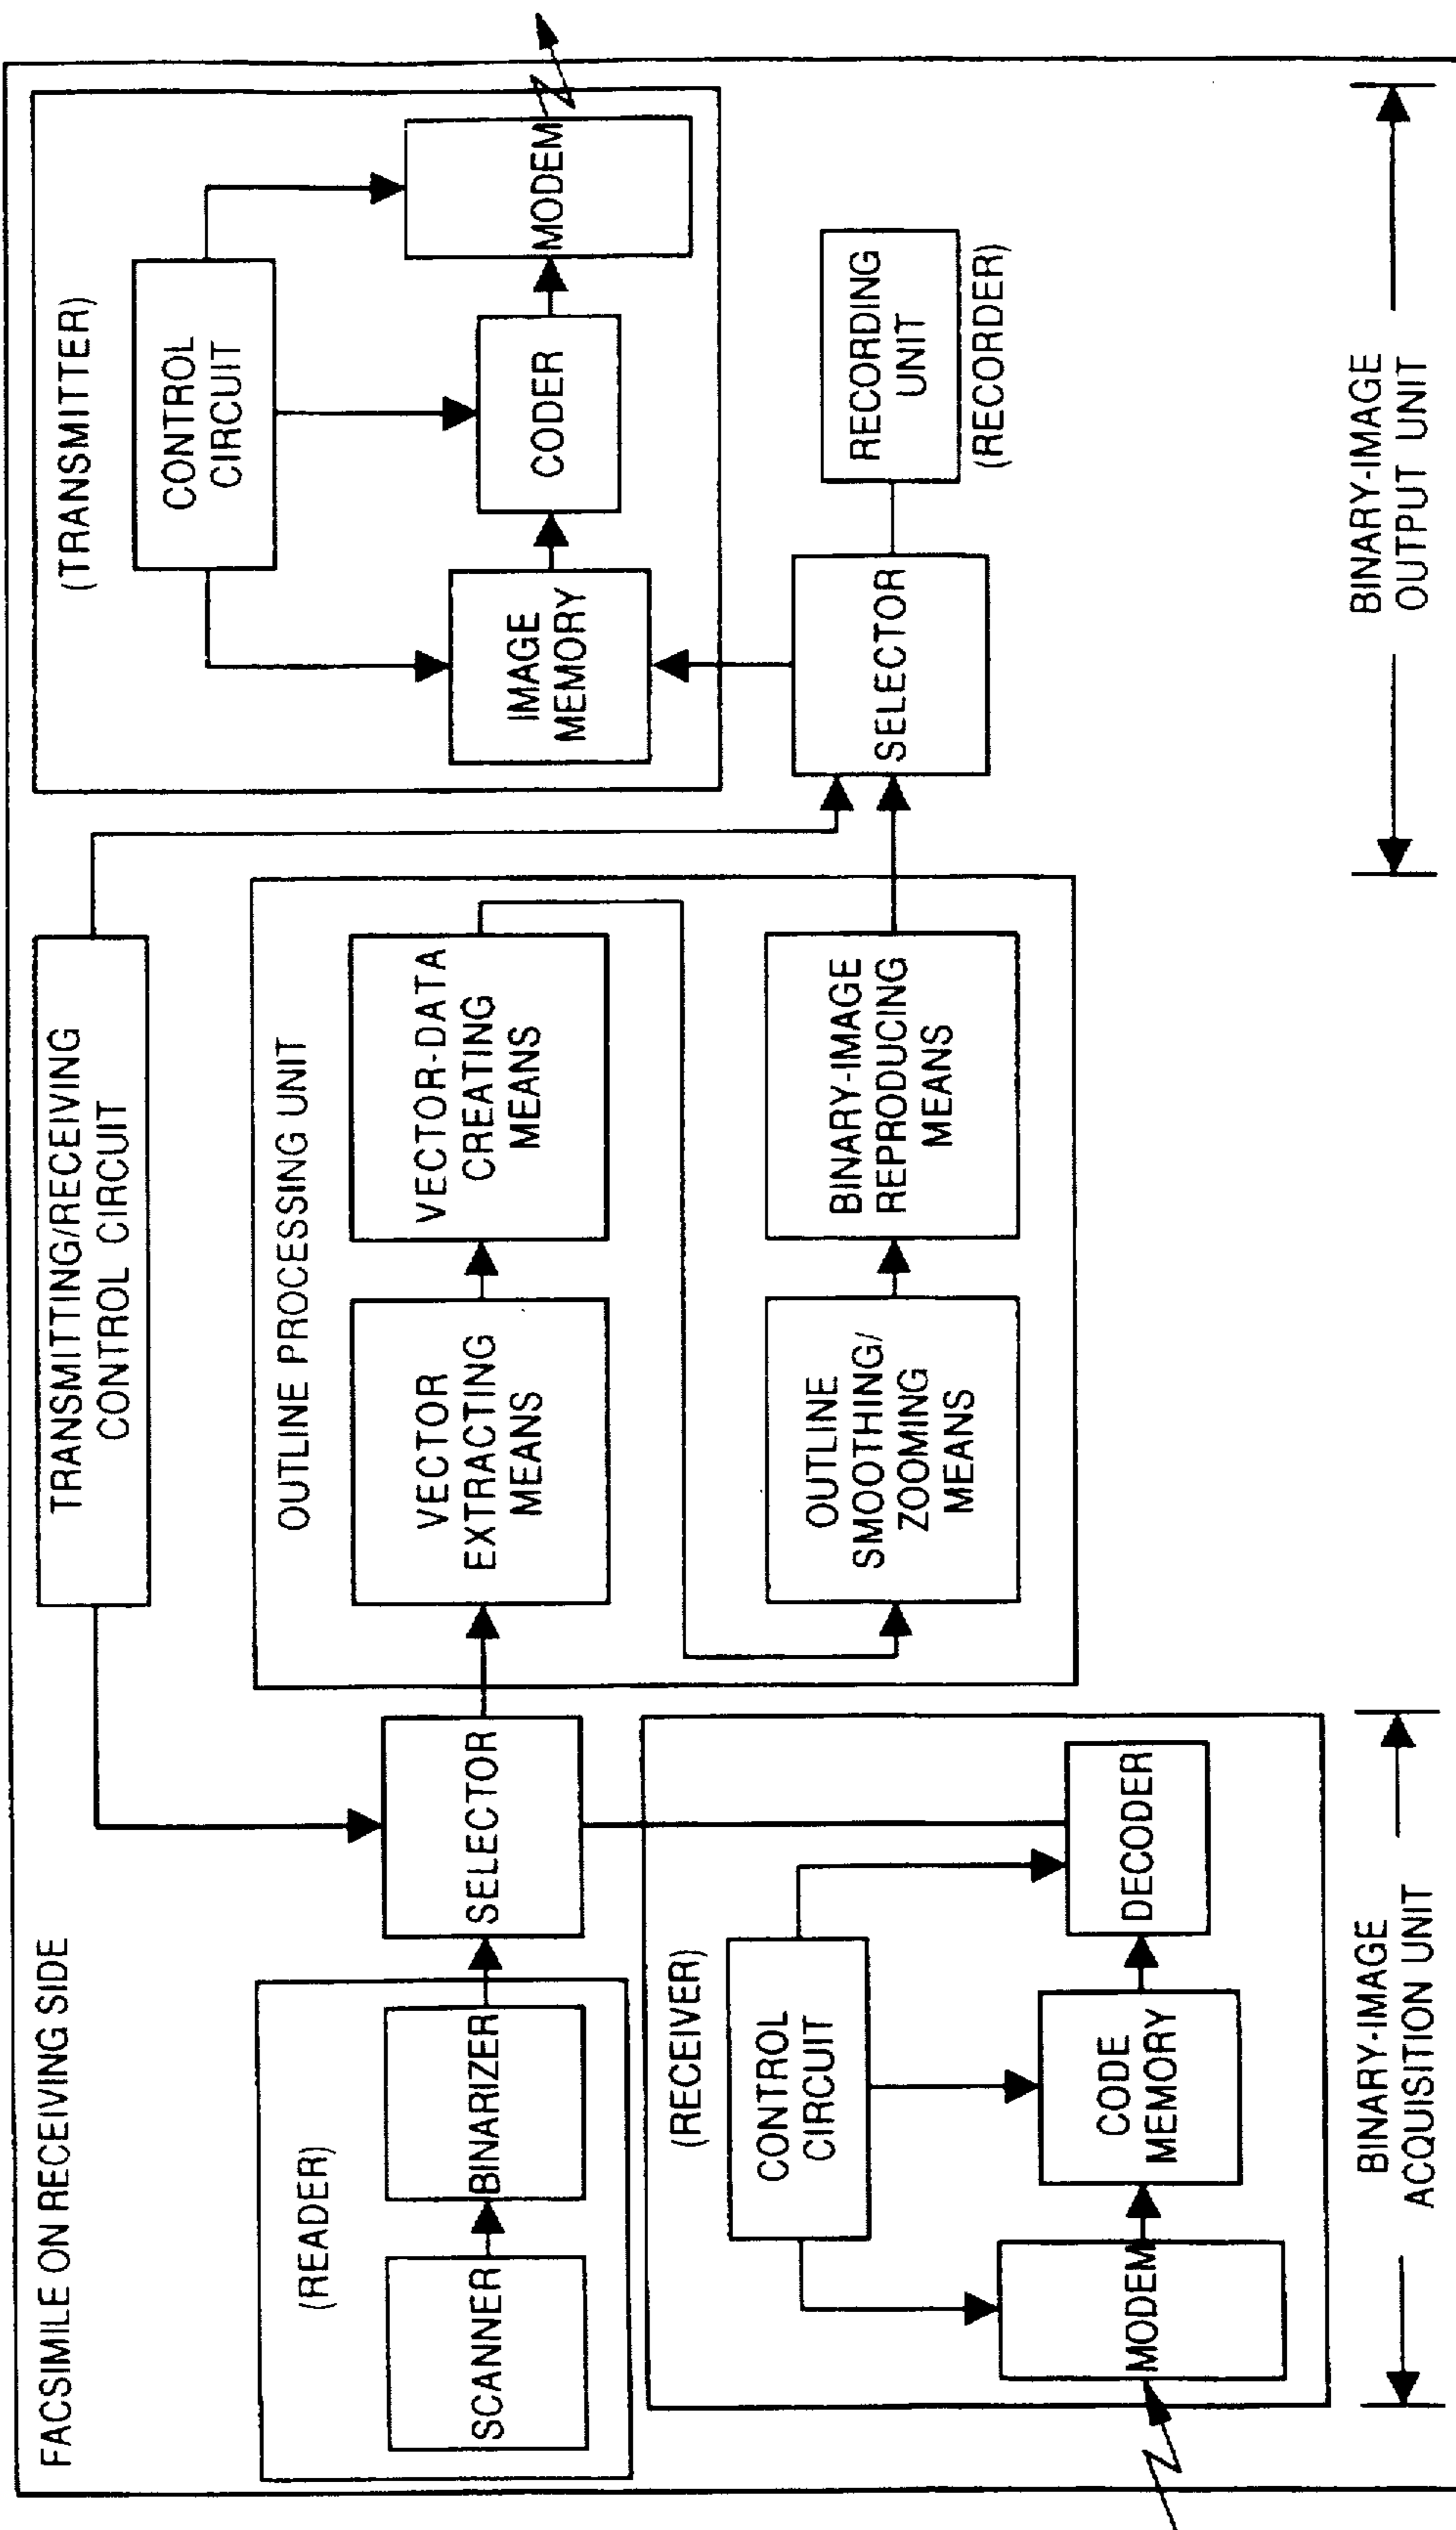 FACSIMILE ON RECEIVING SIDE
TRANSMITTING/RECEIVING
CONTROL CIRCUIT
(READER)
SCANNER
BINARIZER
SELECTOR
(RECEIVER)
CONTROL
CIRCUIT
MODEM
CODE
MEMORY
DECODER
BINARY-IMAGE
ACQUISITION UNIT
OUTLINE PROCESSING UNIT
VECTOR
EXTRACTING
MEANS
VECTOR-DATA
CREATING
MEANS
OUTLINE
SMOOTHING/
ZOOMING
MEANS
BINARY-IMAGE
REPRODUCING
MEANS
(TRANSMITTER)
CONTROL
CIRCUIT
IMAGE
MEMORY
CODER
MODEM
SELECTOR
RECORDING
UNIT
(RECORDER)
BINARY-IMAGE
OUTPUT UNIT